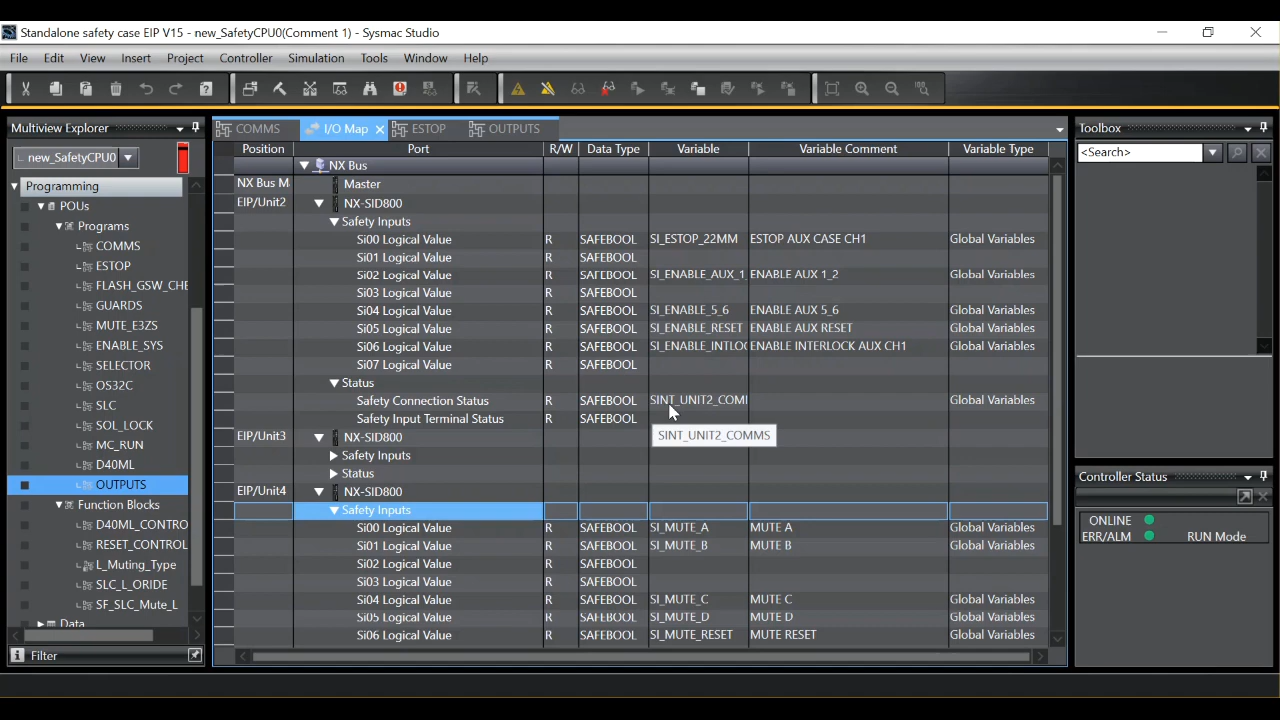 Standalone safety case EIP V15 - new_SafetyCPU0(Comment 1) - Sysmac Studio
File Edit View Insert Project Controller Simulation Tools Window Help
Multiview Explorer
new_SafetyCPU0
Programming
POUs
Programs
COMMS
ESTOP
FLASH_GSW_CHE
GUARDS
MUTE_E3ZS
ENABLE_SYS
SELECTOR
OS32C
SLC
SOL_LOCK
MC_RUN
D40ML
OUTPUTS
Function Blocks
D40ML_CONTRO
RESET_CONTROL
L_Muting_Type
SLC_L_ORIDE
SF_SLC_Mute_L
Data
Filter
COMMS I/O Map ESTOP OUTPUTS
Position Port R/W Data Type Variable Variable Comment Variable Type
NX Bus
NX Bus M Master
EIP/Unit2 NX-SID800
Safety Inputs
Si00 Logical Value R SAFEBOOL SI_ESTOP_22MM ESTOP AUX CASE CH1 Global Variables
Si01 Logical Value R SAFEBOOL
Si02 Logical Value R SAFEBOOL SI_ENABLE_AUX_1 ENABLE AUX 1_2 Global Variables
Si03 Logical Value R SAFEBOOL
Si04 Logical Value R SAFEBOOL SI_ENABLE_5_6 ENABLE AUX 5_6 Global Variables
Si05 Logical Value R SAFEBOOL SI_ENABLE_RESET ENABLE AUX RESET Global Variables
Si06 Logical Value R SAFEBOOL SI_ENABLE_INTLO ENABLE INTERLOCK AUX CH1 Global Variables
Si07 Logical Value R SAFEBOOL
Status
Safety Connection Status R SAFEBOOL SINT_UNIT2_COM Global Variables
Safety Input Terminal Status R SAFEBOOL
SINT_UNIT2_COMMS
EIP/Unit3 NX-SID800
Safety Inputs
Status
EIP/Unit4 NX-SID800
Safety Inputs
Si00 Logical Value R SAFEBOOL SI_MUTE_A MUTE A Global Variables
Si01 Logical Value R SAFEBOOL SI_MUTE_B MUTE B Global Variables
Si02 Logical Value R SAFEBOOL
Si03 Logical Value R SAFEBOOL
Si04 Logical Value R SAFEBOOL SI_MUTE_C MUTE C Global Variables
Si05 Logical Value R SAFEBOOL SI_MUTE_D MUTE D Global Variables
Si06 Logical Value R SAFEBOOL SI_MUTE_RESET MUTE RESET Global Variables
Toolbox
<Search>
Controller Status
ONLINE
ERR/ALM RUN Mode